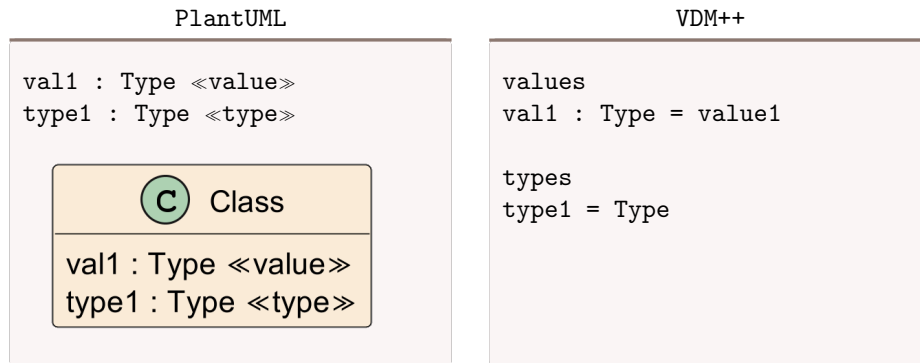 PlantUML
val1 : Type ≪value≫
type1 : Type ≪type≫
C Class
val1 : Type ≪value≫
type1 : Type ≪type≫
VDM++
values
val1 : Type = value1
types
type1 = Type